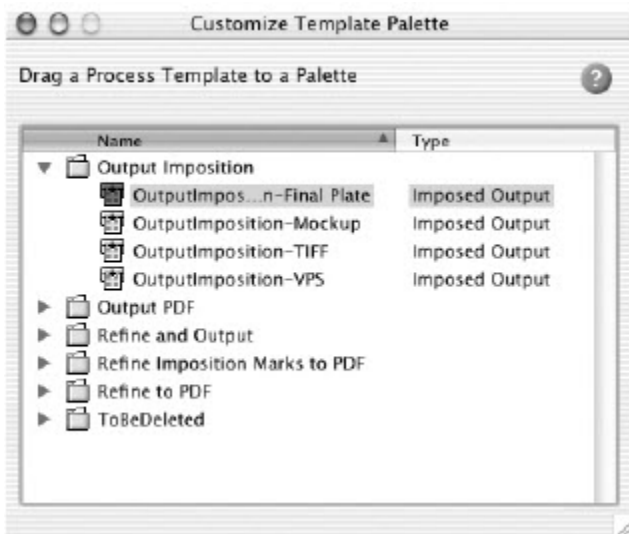 Customize Template Palette
Drag a Process Template to a Palette
?
Name Type
Output Imposition
OutputImpos...n-Final Plate Imposed Output
OutputImposition-Mockup Imposed Output
OutputImposition-TIFF Imposed Output
OutputImposition-VPS Imposed Output
Output PDF
Refine and Output
Refine Imposition Marks to PDF
Refine to PDF
ToBeDeleted